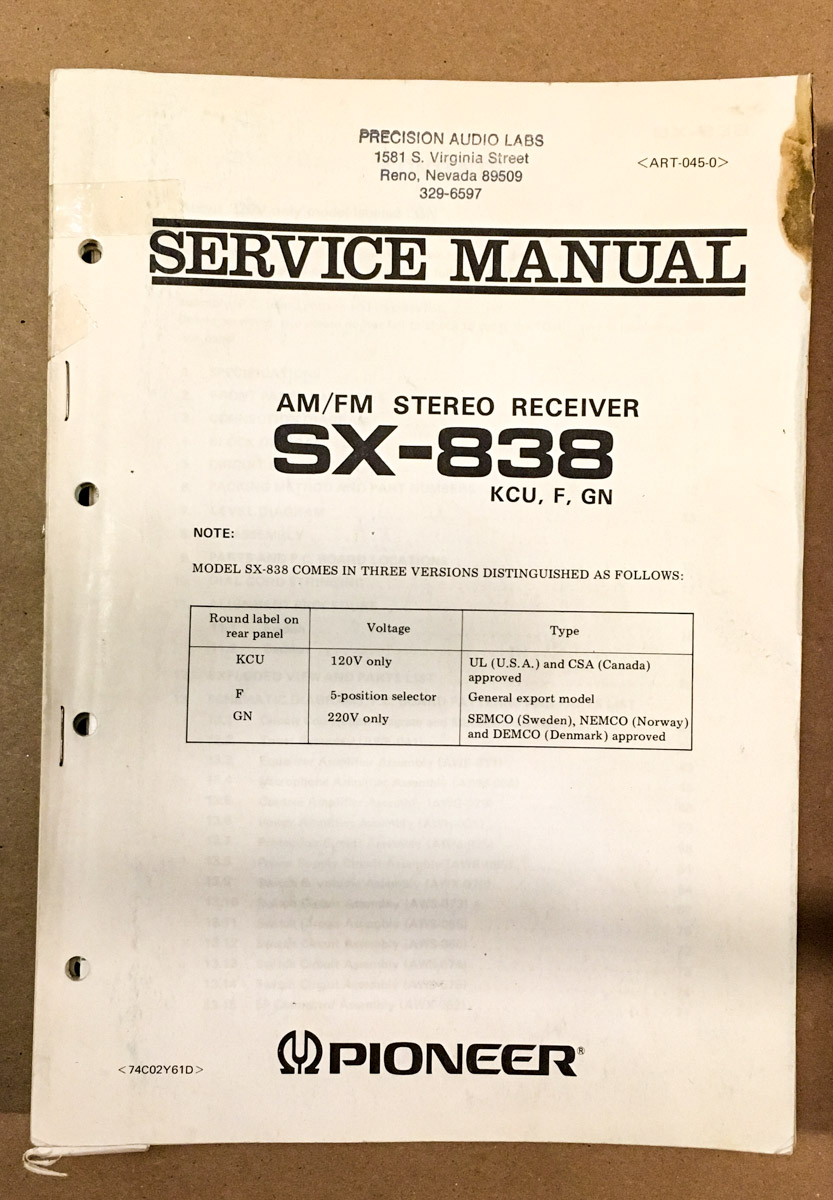 PRECISION AUDIO LABS
1581 S. Virginia Street
Reno, Nevada 89509
329-6597
<ART-045-0>
SERVICE MANUAL
AM/FM STEREO RECEIVER
SX-838
KCU, F, GN
NOTE:
MODEL SX-838 COMES IN THREE VERSIONS DISTINGUISHED AS FOLLOWS:
Round label on
rear panel
Voltage
Type
KCU
120V only
UL (U.S.A.) and CSA (Canada)
approved
F
5-position selector
General export model
GN
220V only
SEMCO (Sweden), NEMCO (Norway)
and DEMCO (Denmark) approved
<74C02Y61D>
PIONEER®